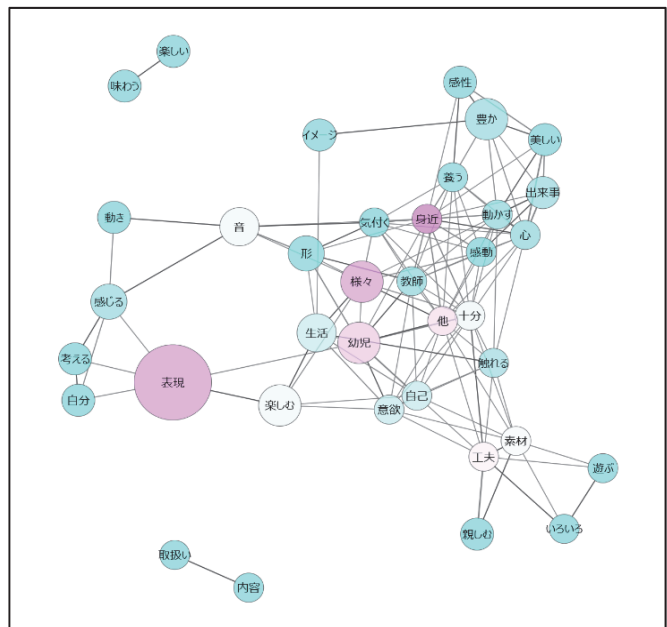 楽しい
味わう
感性
豊か
イメージ
美しい
養う
出来事
動き
音
気付く
身近
動かす
心
形
感動
様々
教師
感じる
他
十分
生活
幼児
考える
触れる
表現
自分
楽しむ
意欲
自己
素材
工夫
遊ぶ
親しむ
いろいろ
取扱い
内容